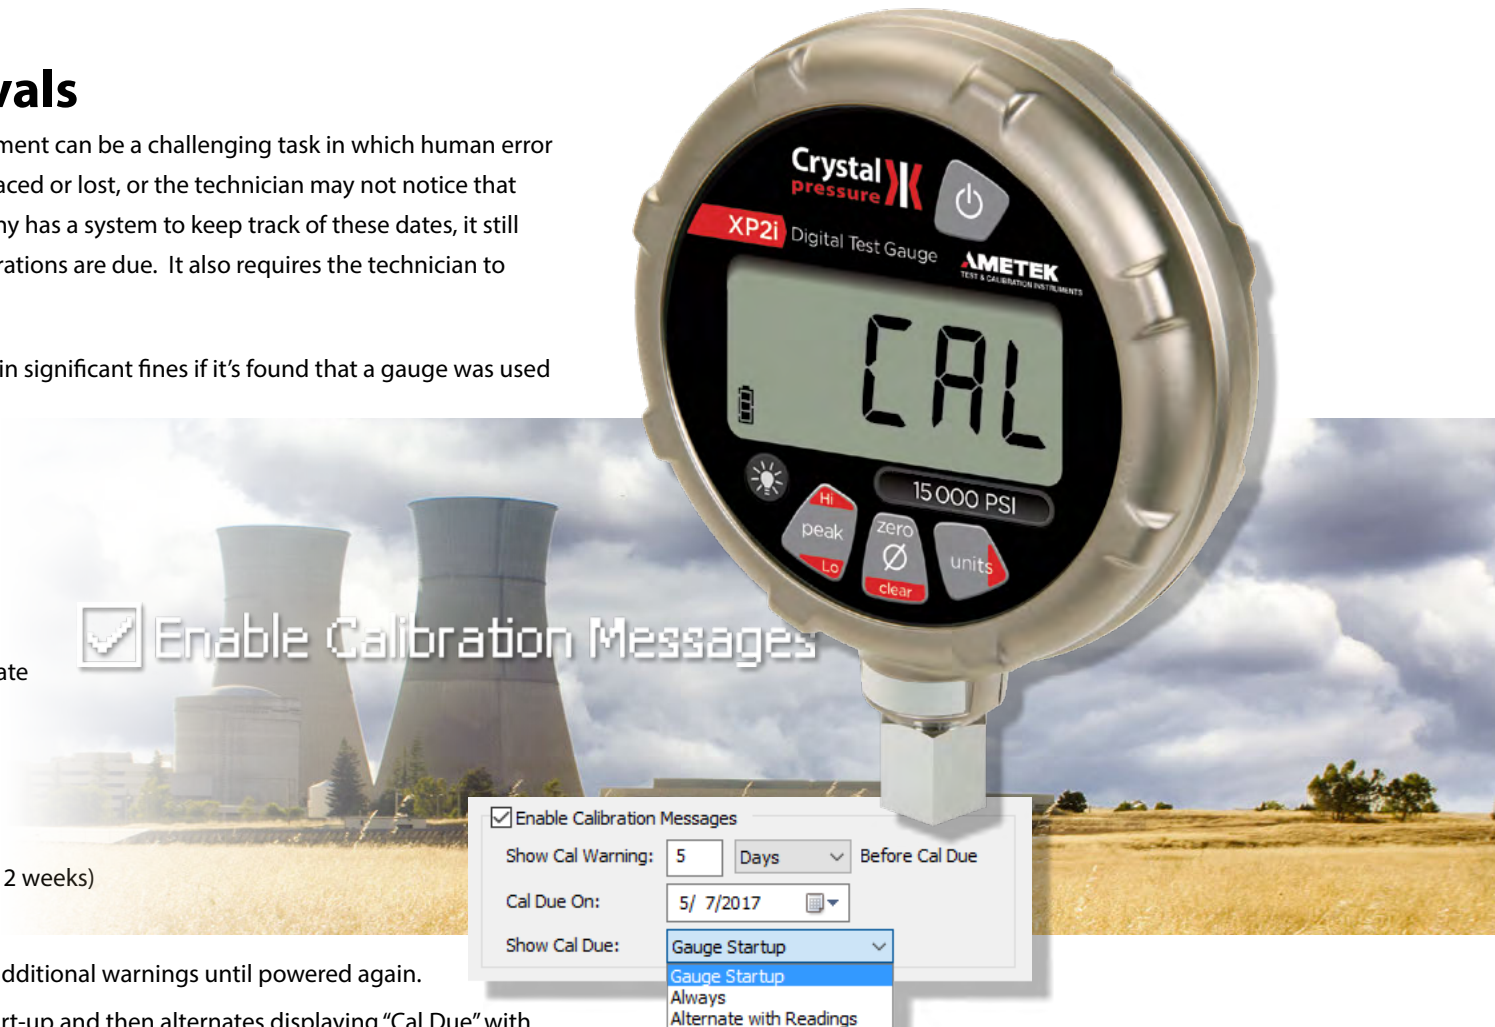 vals
ment can be a challenging task in which human error
aced or lost, or the technician may not notice that
ny has a system to keep track of these dates, it still
rations are due. It also requires the technician to
in significant fines if it’s found that a gauge was used
Crystal
pressure
XP2i Digital Test Gauge
AMETEK
TEST & CALIBRATION INSTRUMENTS
CAL
15 000 PSI
Hi
peak
Lo
zero
Ø
clear
units
Enable Calibration Messages
ate
2 weeks)
Enable Calibration Messages
Show Cal Warning: 5 Days Before Cal Due
Cal Due On: 5/ 7/2017
Show Cal Due: Gauge Startup
Gauge Startup
Always
Alternate with Readings
additional warnings until powered again.
rt-up and then alternates displaying “Cal Due” with